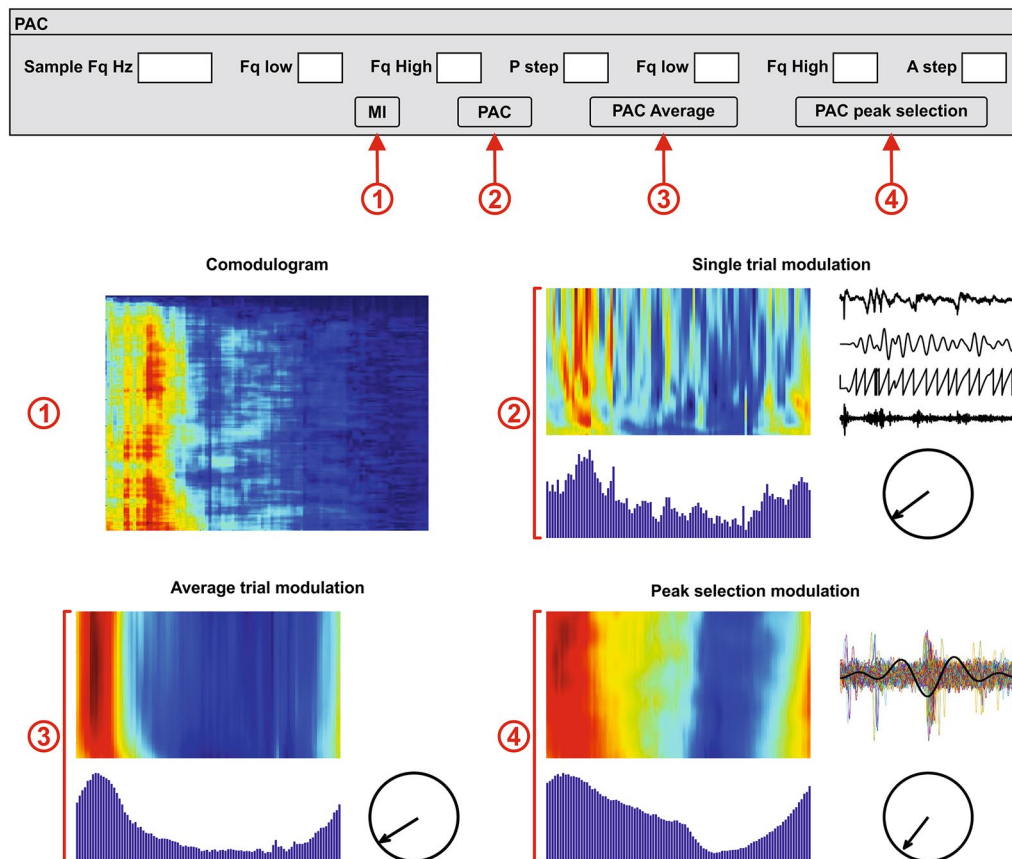 PAC
Sample Fq Hz Fq low Fq High P step Fq low Fq High A step
MI PAC PAC Average PAC peak selection
1 2 3 4
Comodulogram Single trial modulation
1 2
Average trial modulation Peak selection modulation
3 4